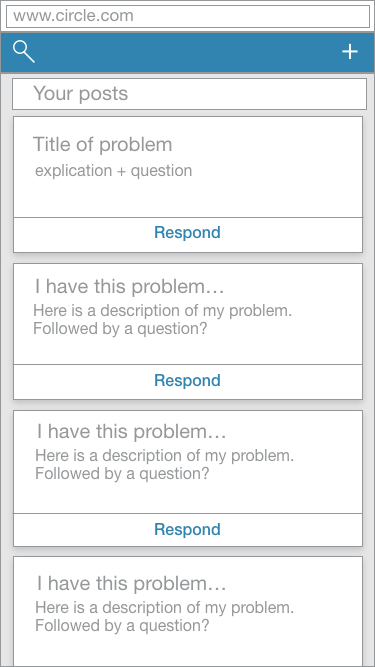 www.circle.com
Your posts
Title of problem
explication + question
Respond
I have this problem...
Here is a description of my problem.
Followed by a question?
Respond
I have this problem...
Here is a description of my problem.
Followed by a question?
Respond
I have this problem...
Here is a description of my problem.
Followed by a question?